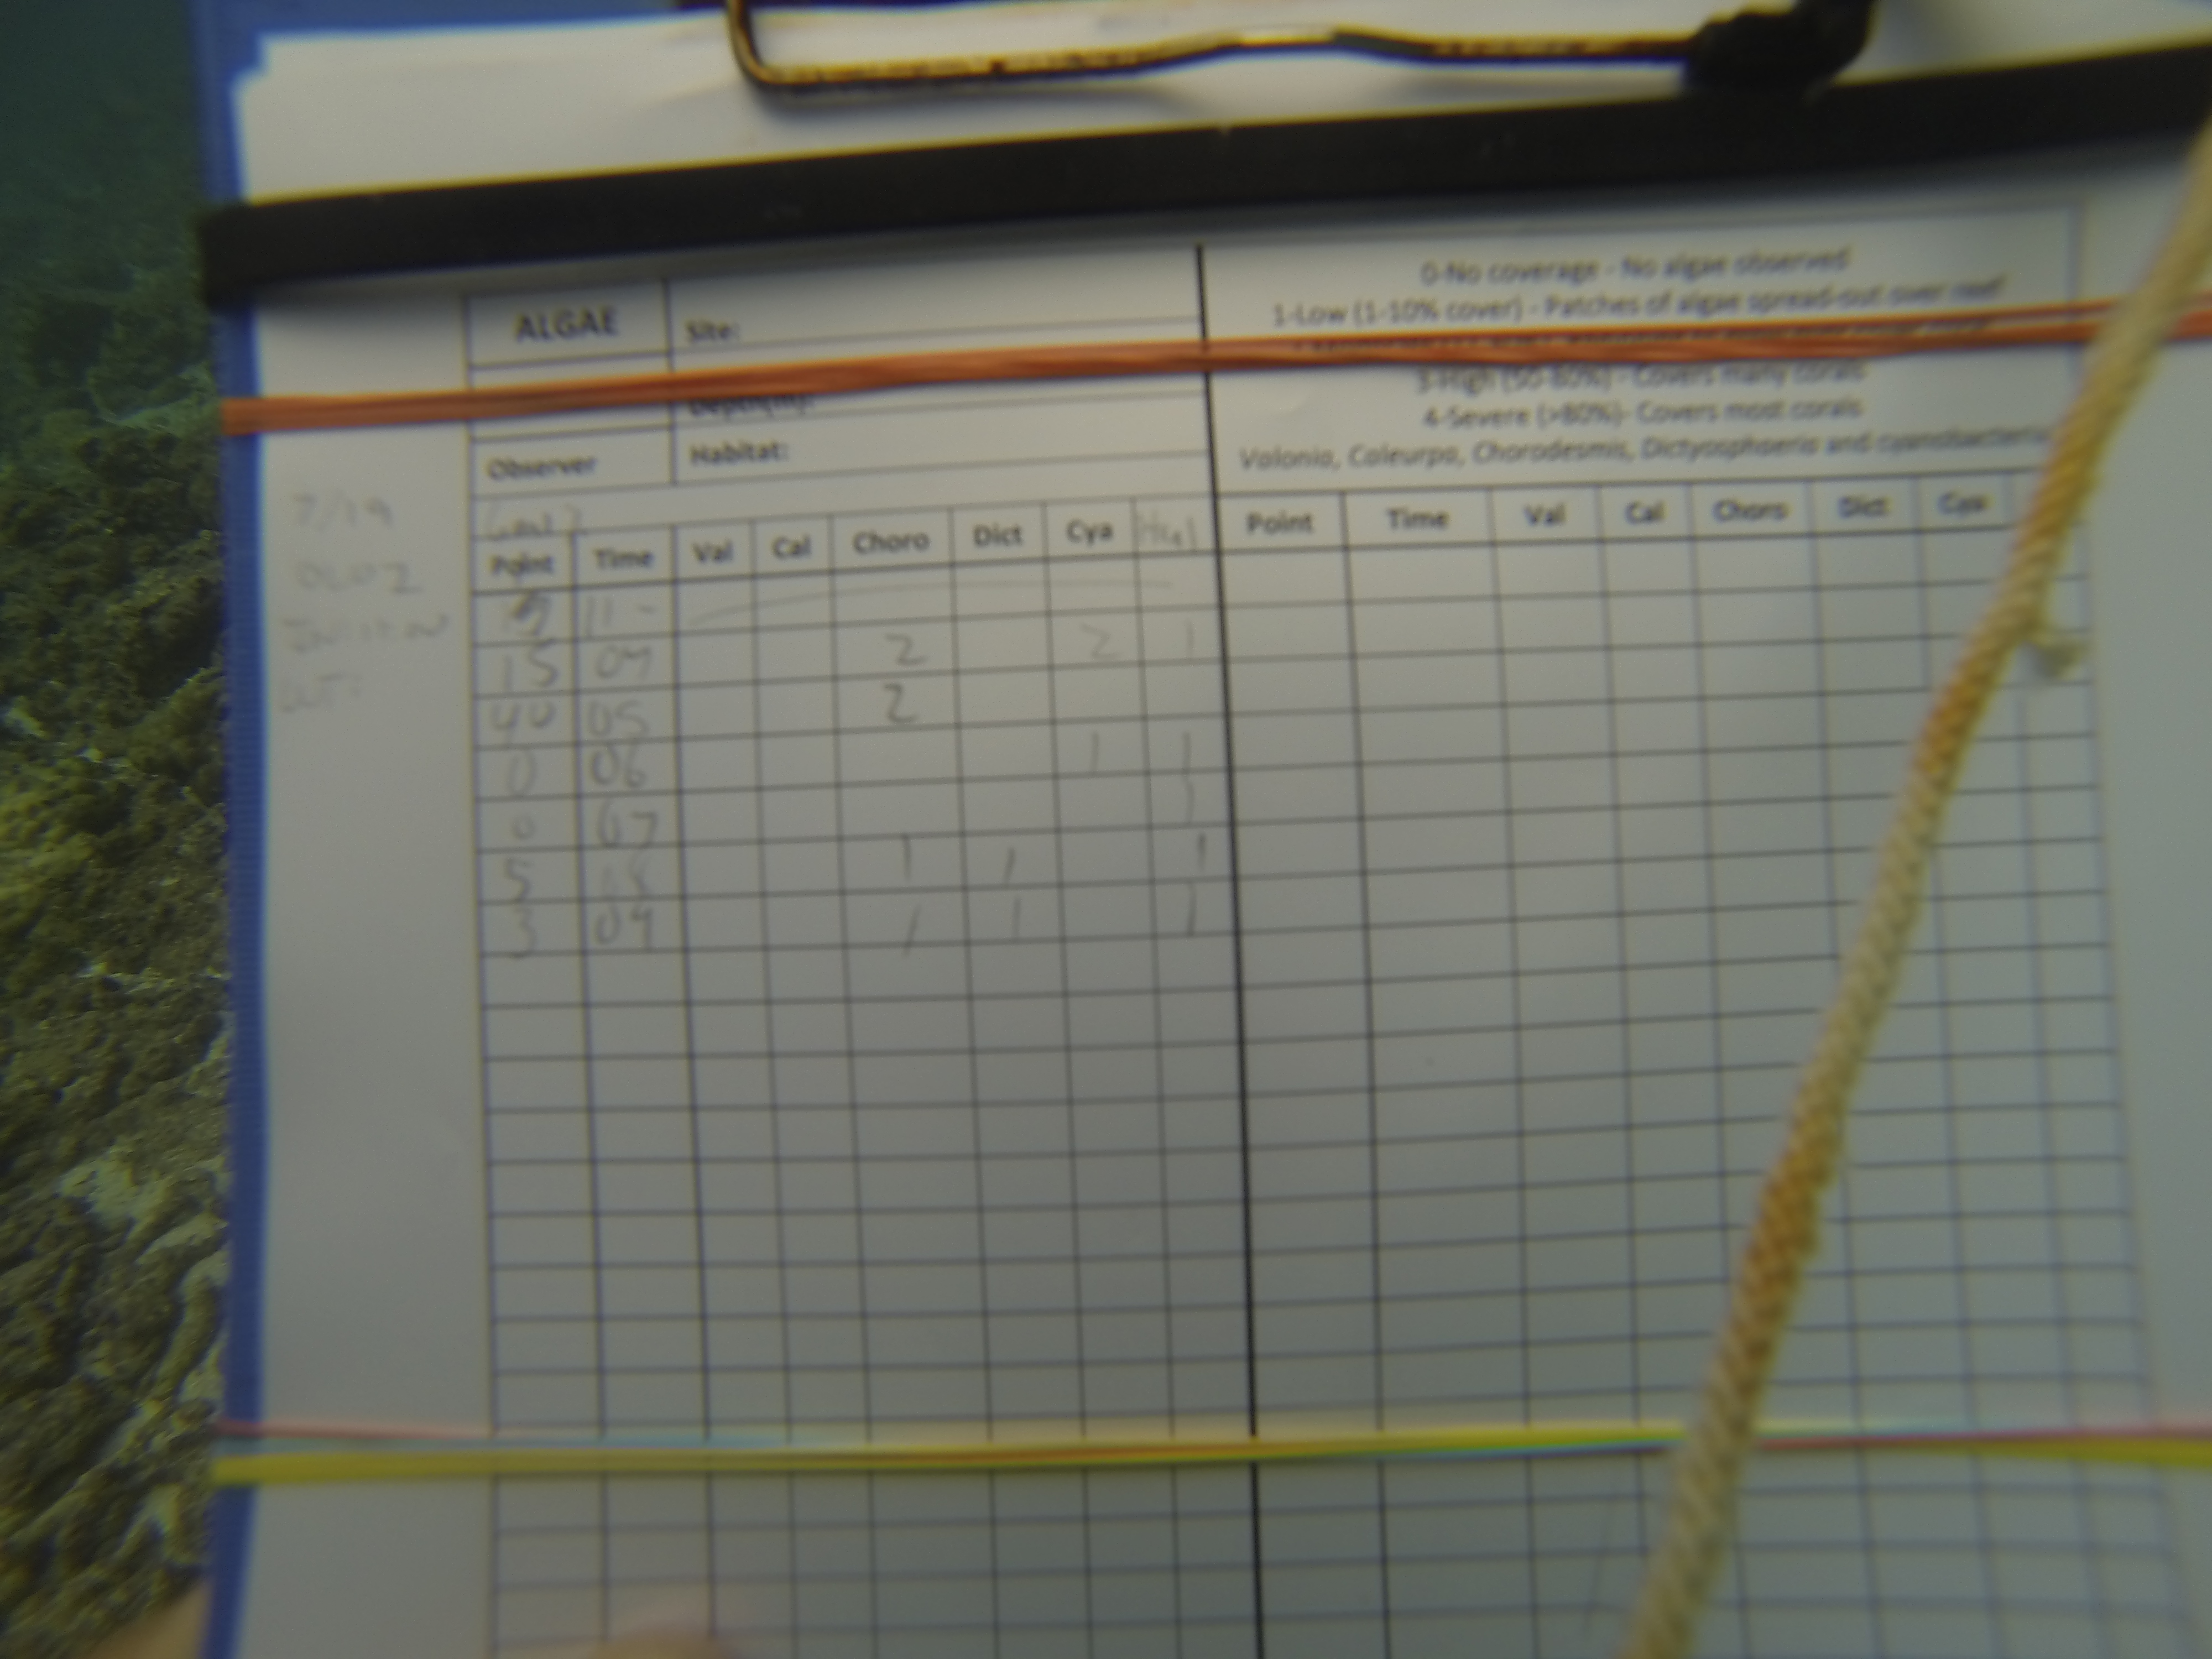 ALGAE
Site:
Depth(m):
Observer
Habitat:
0-No coverage - No algae observed
1-Low (1-10% cover) - Patches of algae spread-out over reef
3-High (50-80%) - Covers many corals
4-Severe (>80%)- Covers most corals
Valonia, Caleurpa, Chorodesmis, Dictyosphaeris and cyanobacteria
7/19
Point Time Val Cal Choro Dict Cya
Point Time Val Cal Choro Dict Cya
11 -
15 04 2 2 1
40 05 2
0 06 1 1
0 07 1
5 08 1 1 1
3 09 1 1 1